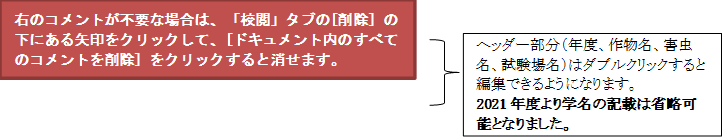 右のコメントが不要な場合は、「校閲」タブの[削除]の
下にある矢印をクリックして、[ドキュメント内のすべて
のコメントを削除]をクリックすると消せます。
ヘッダー部分（年度、作物名、害虫
名、試験場名）はダブルクリックすると
編集できるようになります。
2021年度より学名の記載は省略可
能となりました。